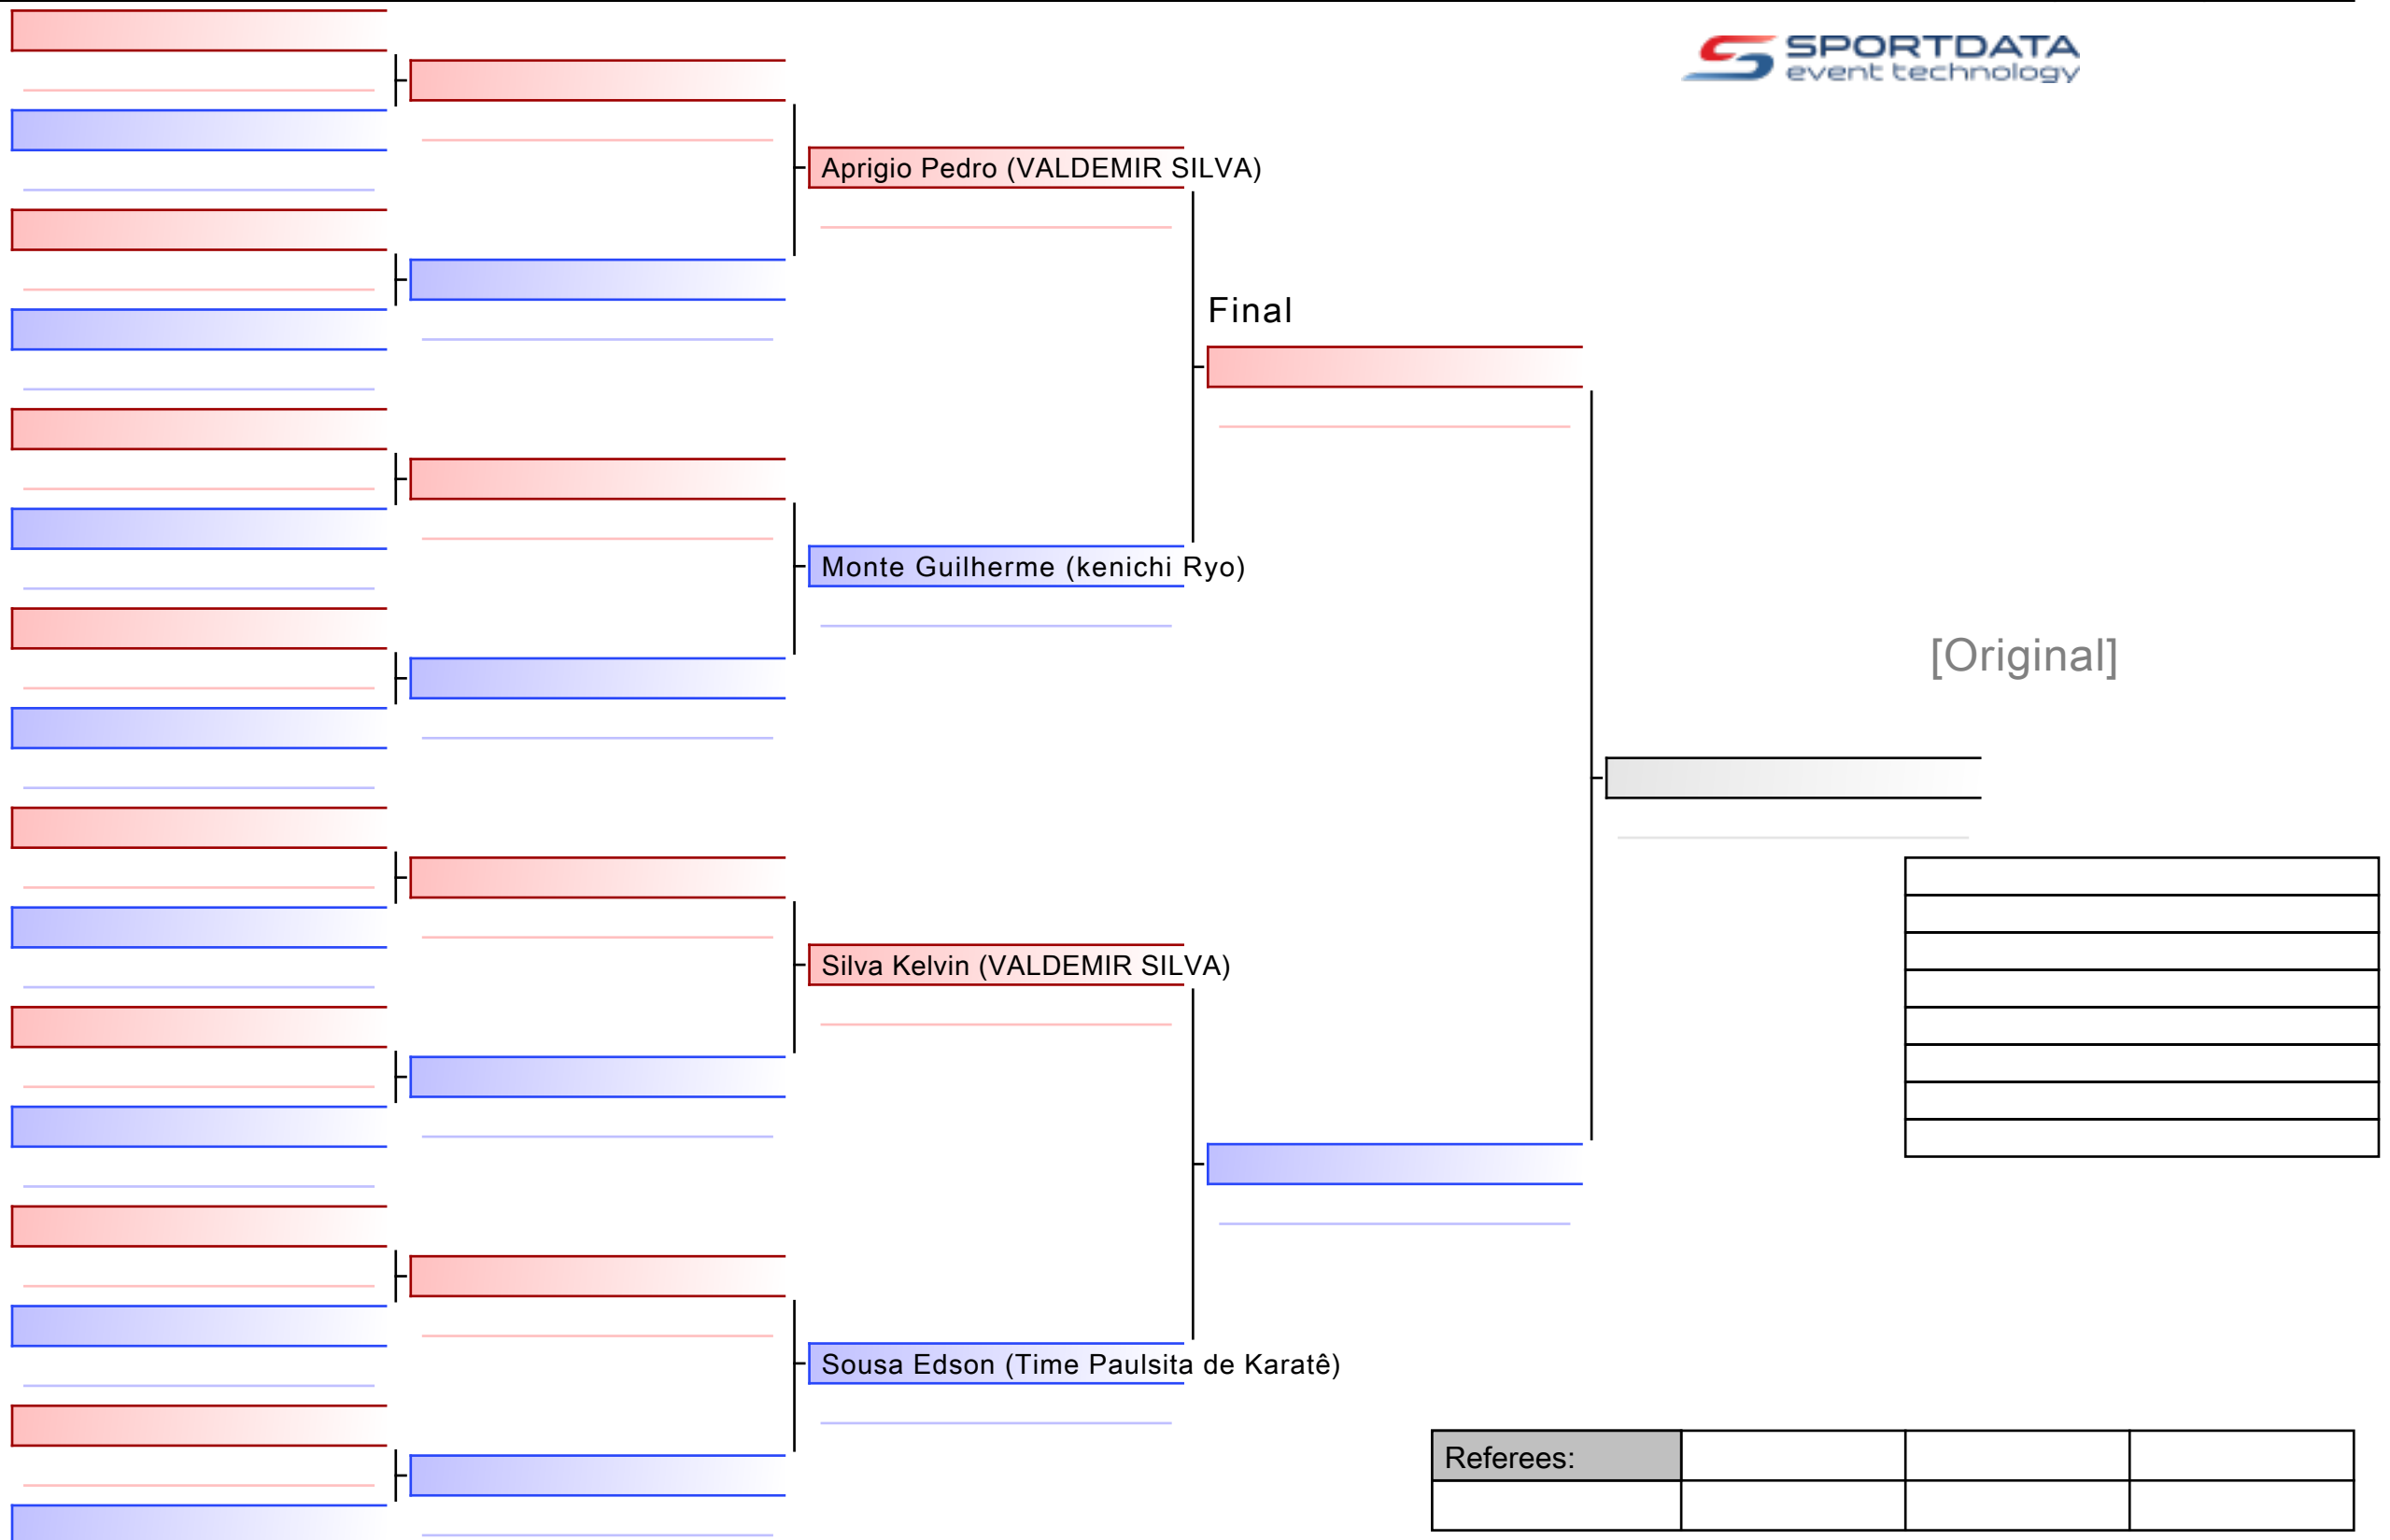 SPORTDATA
event technology
Aprigio Pedro (VALDEMIR SILVA)
Final
Monte Guilherme (kenichi Ryo)
[Original]
Silva Kelvin (VALDEMIR SILVA)
Sousa Edson (Time Paulsita de Karatê)
Referees: